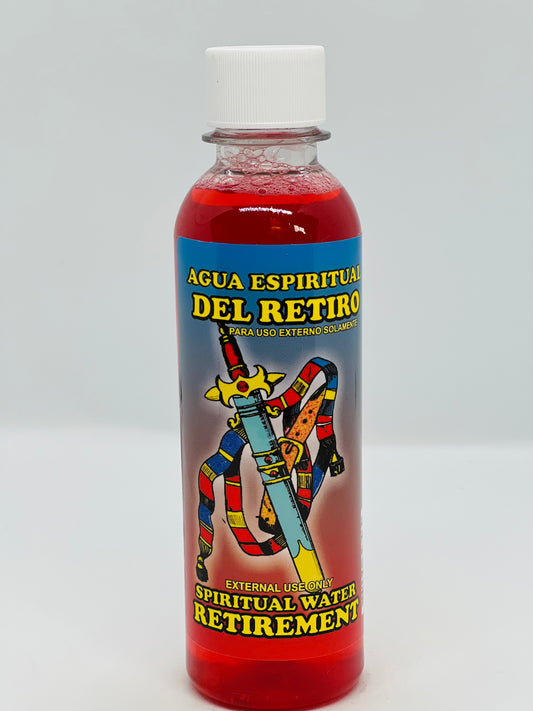 AGUA ESPIRITUAL
DEL RETIRO
PARA USO EXTERNO SOLAMENTE
EXTERNAL USE ONLY
SPIRITUAL WATER
RETIREMENT